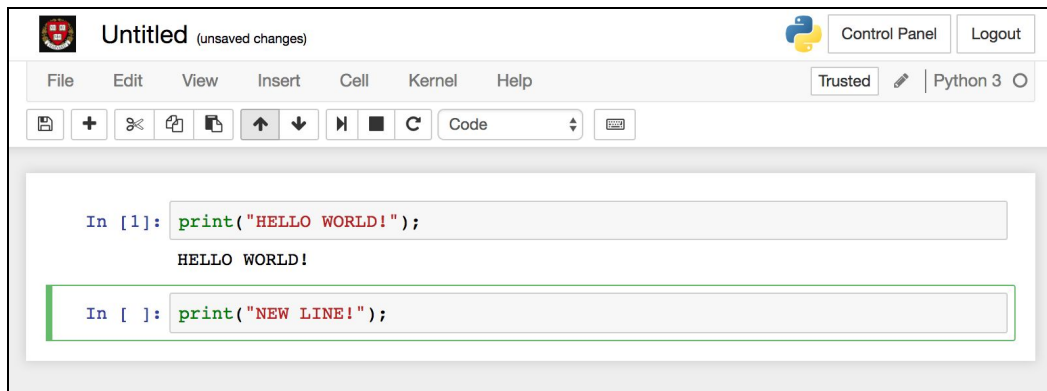 Untitled (unsaved changes) Control Panel Logout
File Edit View Insert Cell Kernel Help Trusted Python 3
Code
In [1]: print("HELLO WORLD!");
HELLO WORLD!
In [ ]: print("NEW LINE!");